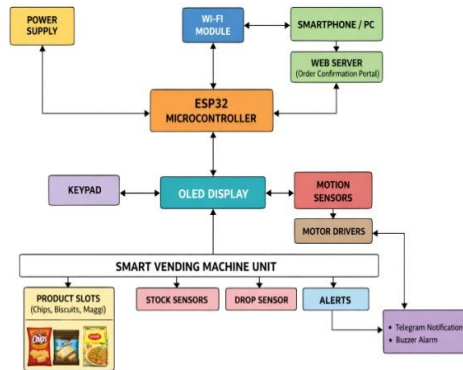 POWER
SUPPLY
WI-FI
MODULE
SMARTPHONE / PC
WEB SERVER
(Order Confirmation Portal)
ESP32
MICROCONTROLLER
KEYPAD
OLED DISPLAY
MOTION
SENSORS
MOTOR DRIVERS
SMART VENDING MACHINE UNIT
PRODUCT SLOTS
(Chips, Biscuits, Maggi)
Chips
STOCK SENSORS
DROP SENSOR
ALERTS
• Telegram Notification
• Buzzer Alarm